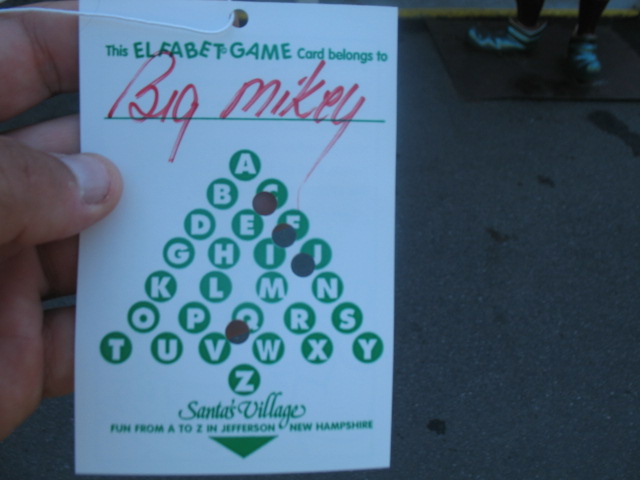 This ELFABET GAME Card belongs to
Big mikey
A
B C
D E F
G H I J
K L M N
O P Q R S
T U V W X Y
Z
Santa's Village
FUN FROM A TO Z IN JEFFERSON NEW HAMPSHIRE